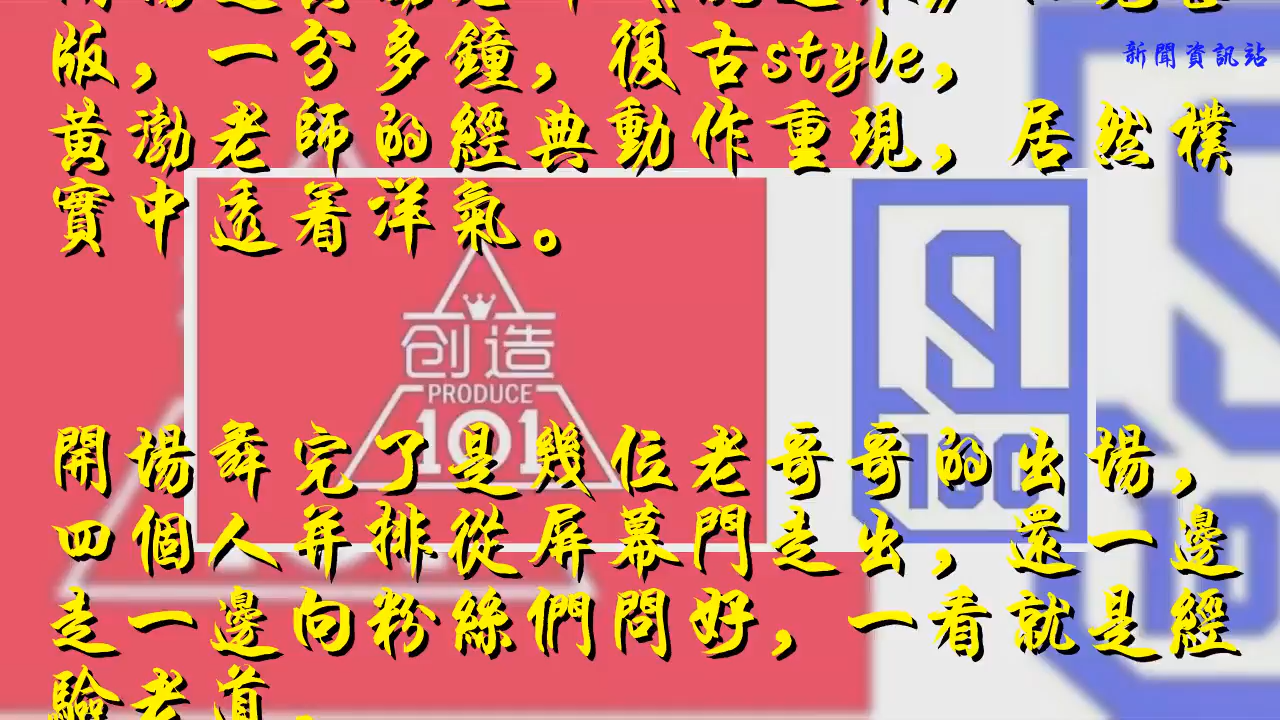 版，一分多鐘，復古style，
新聞資訊站
黃渤老師的經典動作重現，居然樸
實中透着洋氣。
创造
PRODUCE
101
開場舞完了是幾位老哥哥的出場，
四個人并排從屏幕門走出，還一邊
走一邊向粉絲們問好，一看就是經
驗老道，